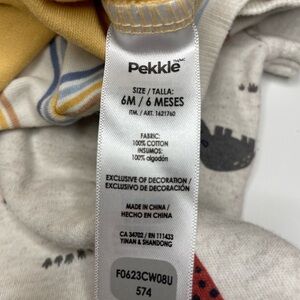 Pekkle
SIZE / TALLA:
6M / 6 MESES
ITM. / ART. 1621760
FABRIC:
100% COTTON
INSUMOS:
100% algodón
EXCLUSIVE OF DECORATION /
EXCLUSIVO DE DECORACIÓN
MADE IN CHINA /
HECHO EN CHINA
CA 34702 / RN 111433
YINAN & SHANDONG
F0623CW08U
574